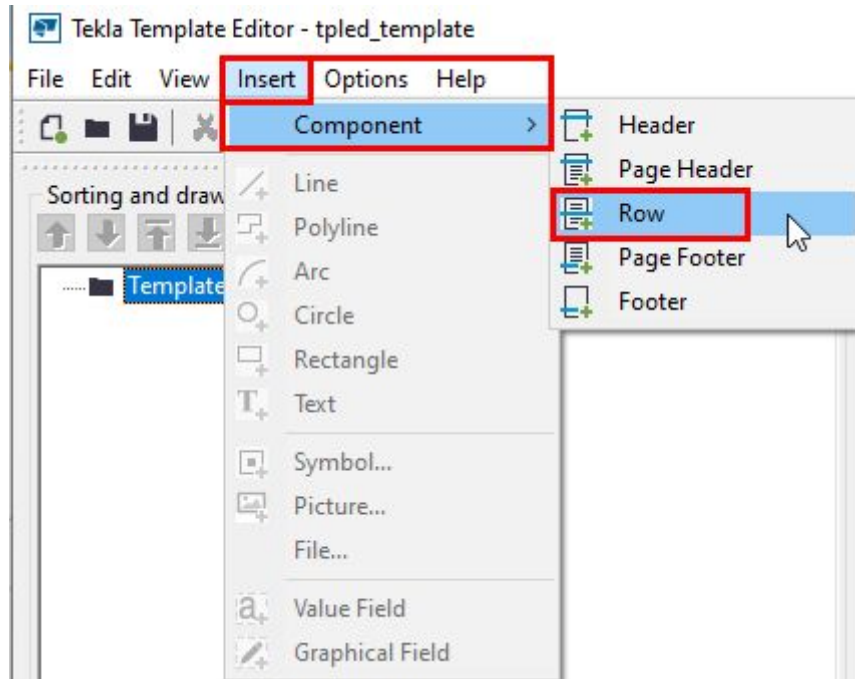 Tekla Template Editor - tpled_template
File Edit View Insert Options Help
Component
Header
Page Header
Row
Page Footer
Footer
Sorting and draw
Template
Line
Polyline
Arc
Circle
Rectangle
Text
Symbol...
Picture...
File...
Value Field
Graphical Field